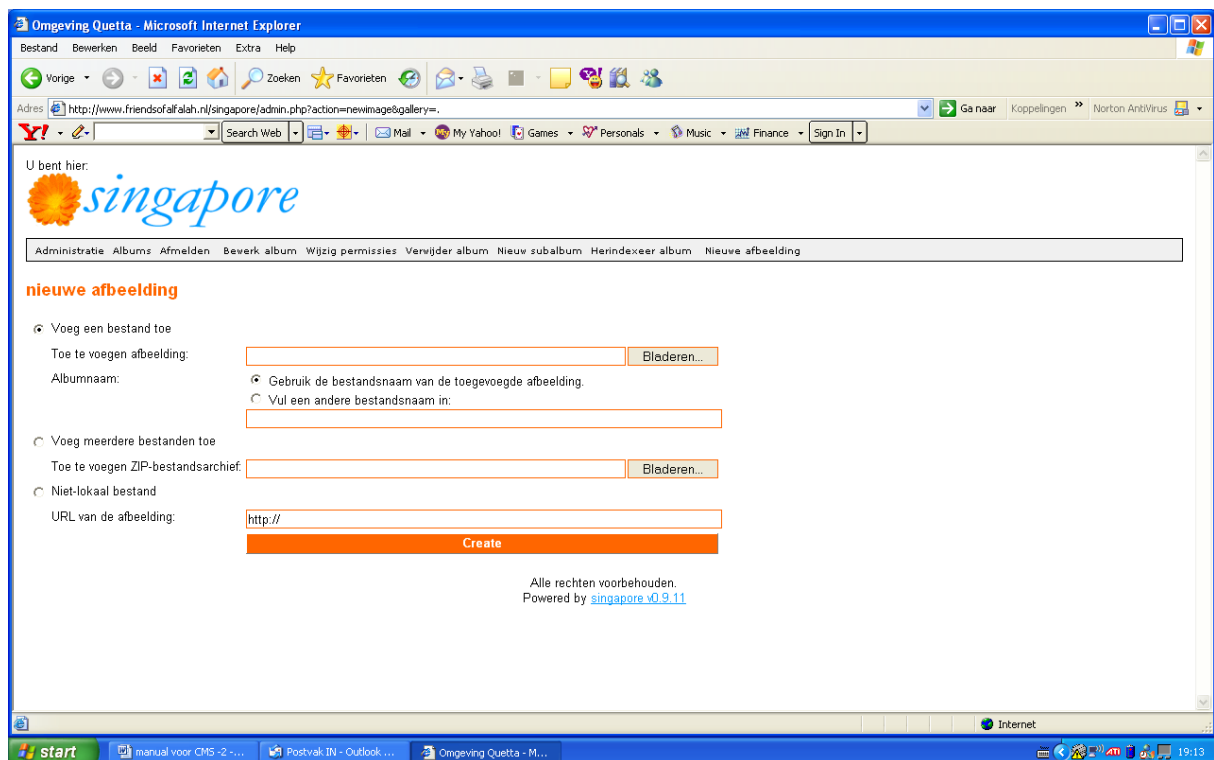 Omgeving Quetta - Microsoft Internet Explorer
Bestand Bewerken Beeld Favorieten Extra Help
Vorige Zoeken Favorieten
Adres http://www.friendsofalfalah.nl/singapore/admin.php?action=newimage&gallery=. Ga naar Koppelingen » Norton AntiVirus
Y! Search Web Mail My Yahoo! Games Personals Music Finance Sign In
U bent hier:
singapore
Administratie Albums Afmelden Bewerk album Wijzig permissies Verwijder album Nieuw subalbum Herindexeer album Nieuwe afbeelding
nieuwe afbeelding
Voeg een bestand toe
Toe te voegen afbeelding: Bladeren...
Albumnaam: Gebruik de bestandsnaam van de toegevoegde afbeelding.
Vul een andere bestandsnaam in:
Voeg meerdere bestanden toe
Toe te voegen ZIP-bestandsarchief: Bladeren...
Niet-lokaal bestand
URL van de afbeelding: http://
Create
Alle rechten voorbehouden.
Powered by singapore v0.9.11
Internet
start manual voor CMS -2 -... Postvak IN - Outlook ... Omgeving Quetta - M... 19:13